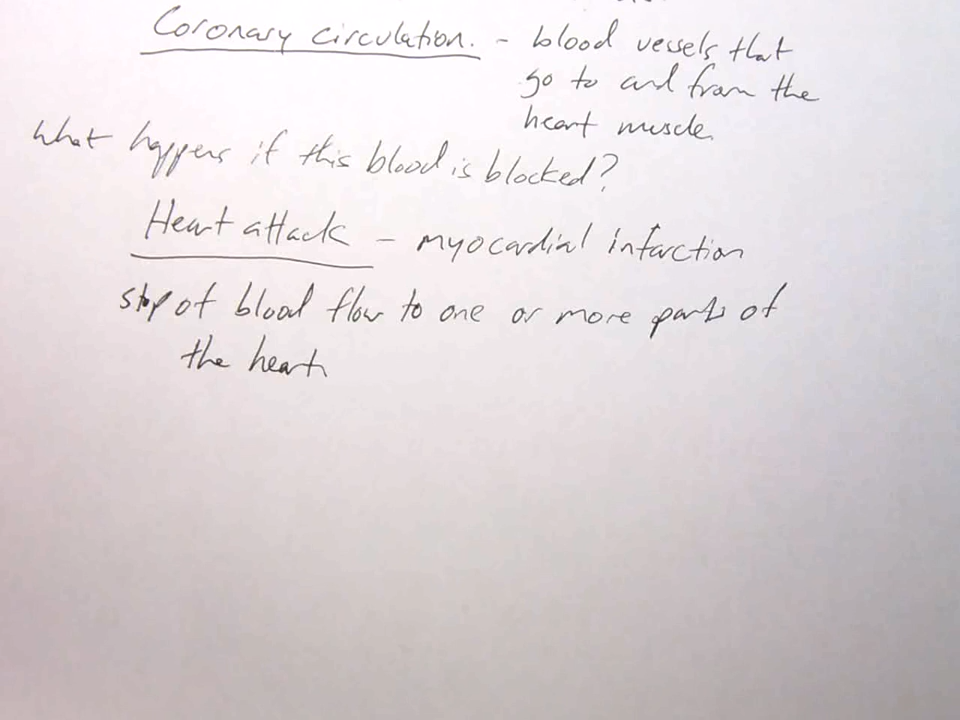 Coronary circulation. - blood vessels that
go to and from the
heart muscle.
What happens if this blood is blocked?
Heart attack - myocardial infarction
stop of blood flow to one or more parts of
the heart